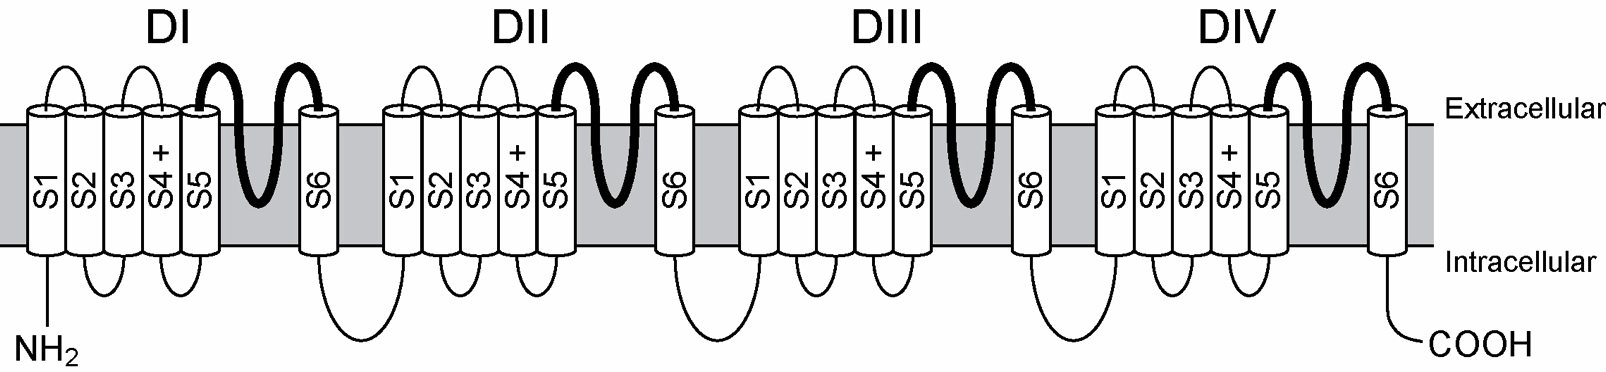 DI DII DIII DIV
Extracellular
S1 S2 S3 S4 + S5 S6 S1 S2 S3 S4 + S5 S6 S1 S2 S3 S4 + S5 S6 S1 S2 S3 S4 + S5 S6
Intracellular
NH2 COOH